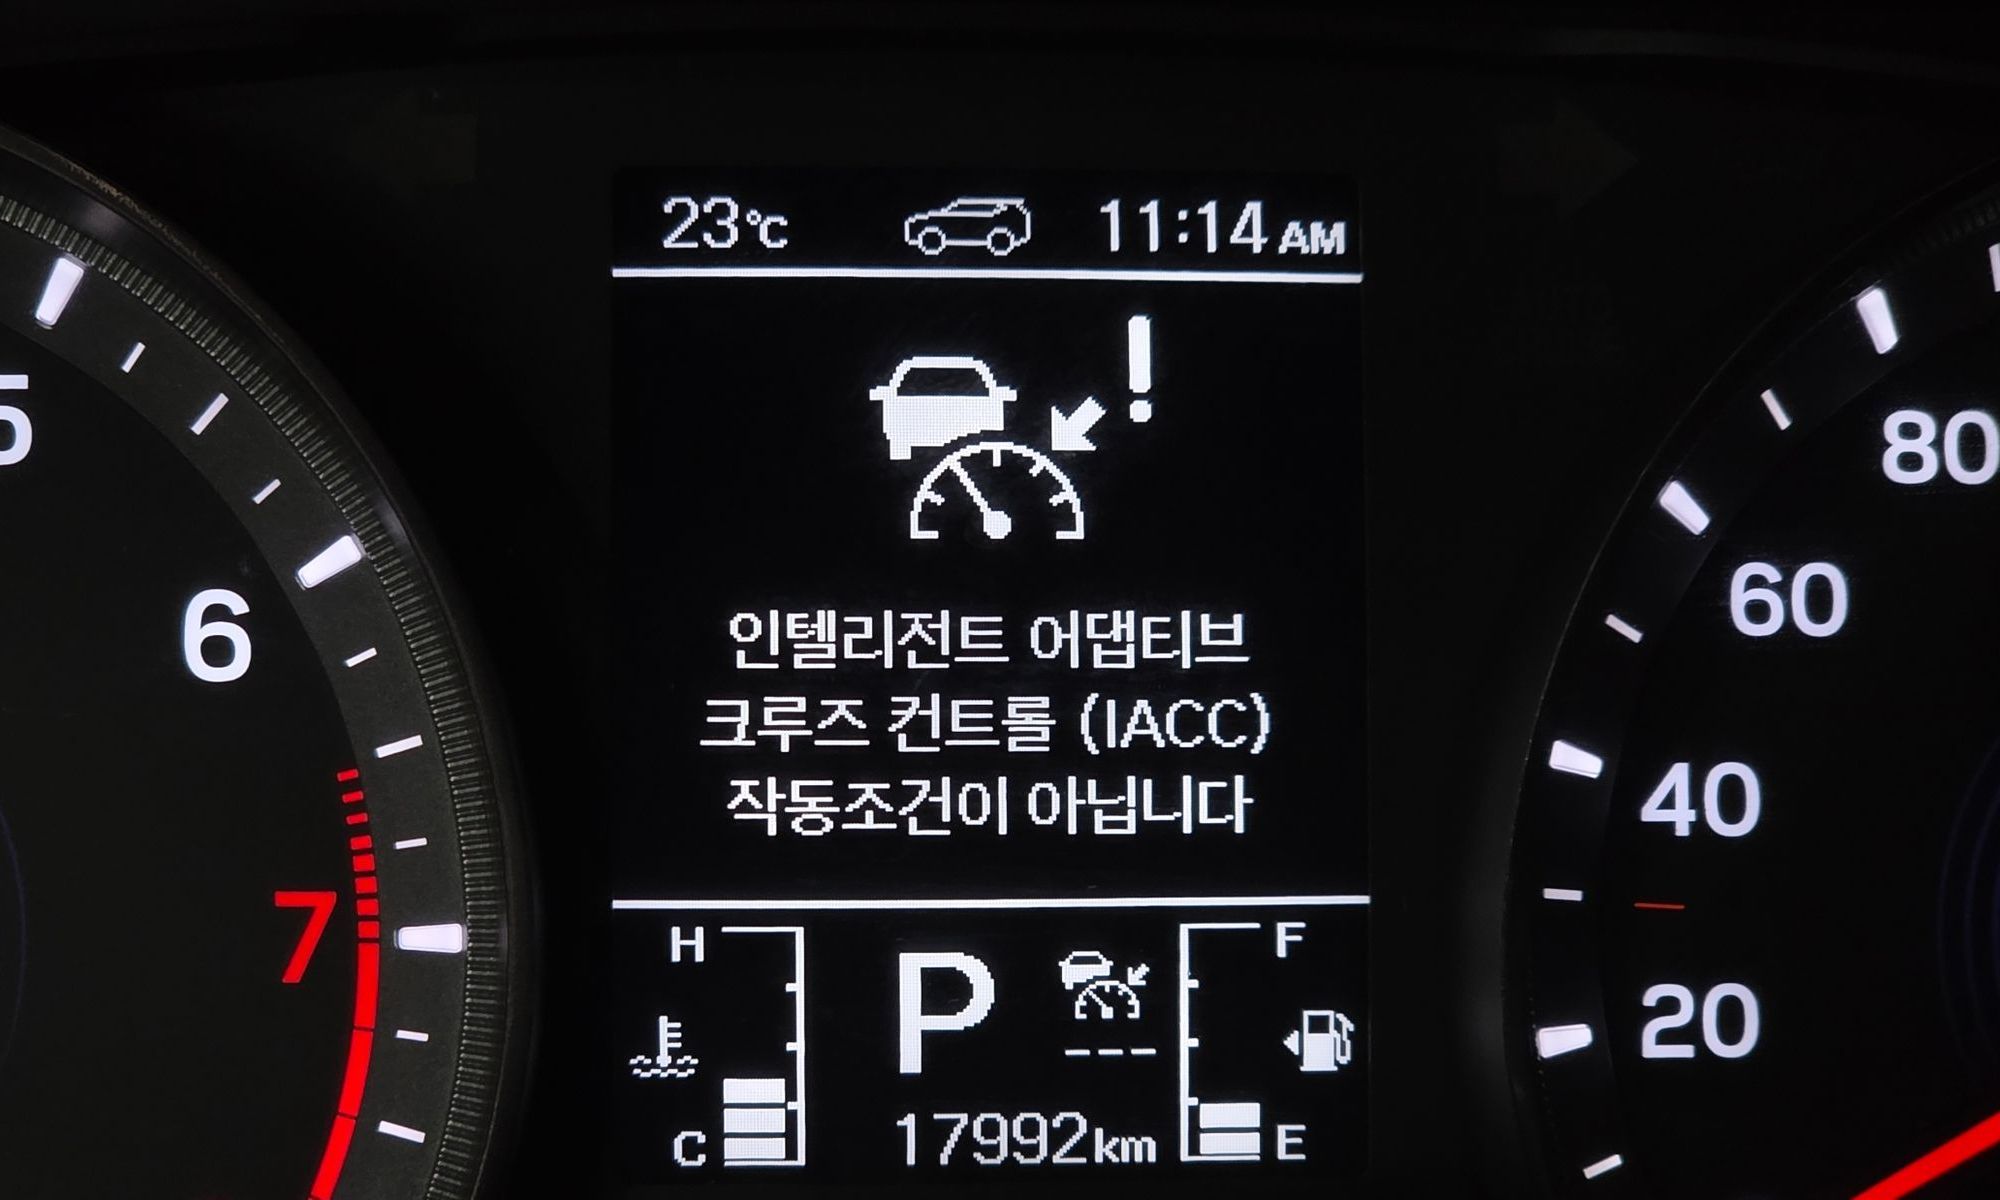 23℃ 11:14 AM
5
80
6
60
인텔리전트 어댑티브
크루즈 컨트롤 (IACC)
작동조건이 아닙니다
40
7
H P --- F
20
C 17992km E